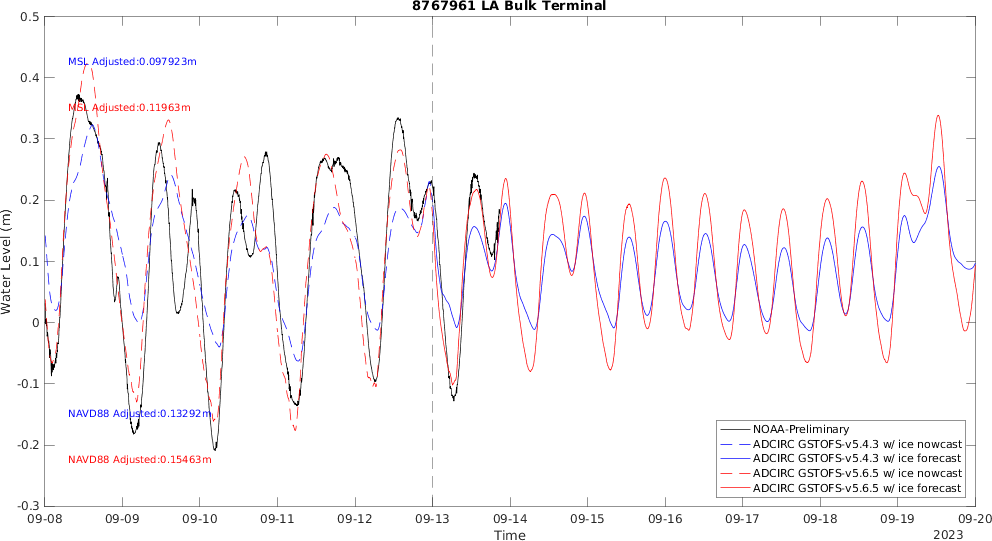 8767961 LA Bulk Terminal
0.5
0.4
0.3
0.2
0.1
0
-0.1
-0.2
-0.3
Water Level (m)
MSL Adjusted:0.097923m
MSL Adjusted:0.11963m
NAVD88 Adjusted:0.13292m
NAVD88 Adjusted:0.15463m
NOAA-Preliminary
ADCIRC GSTOFS-v5.4.3 w/ ice nowcast
ADCIRC GSTOFS-v5.4.3 w/ ice forecast
ADCIRC GSTOFS-v5.6.5 w/ ice nowcast
ADCIRC GSTOFS-v5.6.5 w/ ice forecast
09-08 09-09 09-10 09-11 09-12 09-13 09-14 09-15 09-16 09-17 09-18 09-19 09-20
Time
2023